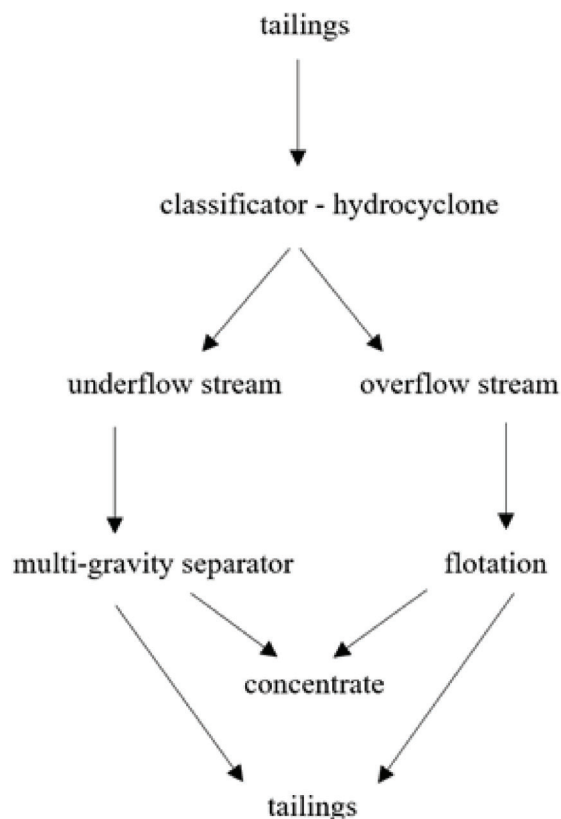 tailings
classificator - hydrocyclone
underflow stream
overflow stream
multi-gravity separator
flotation
concentrate
tailings